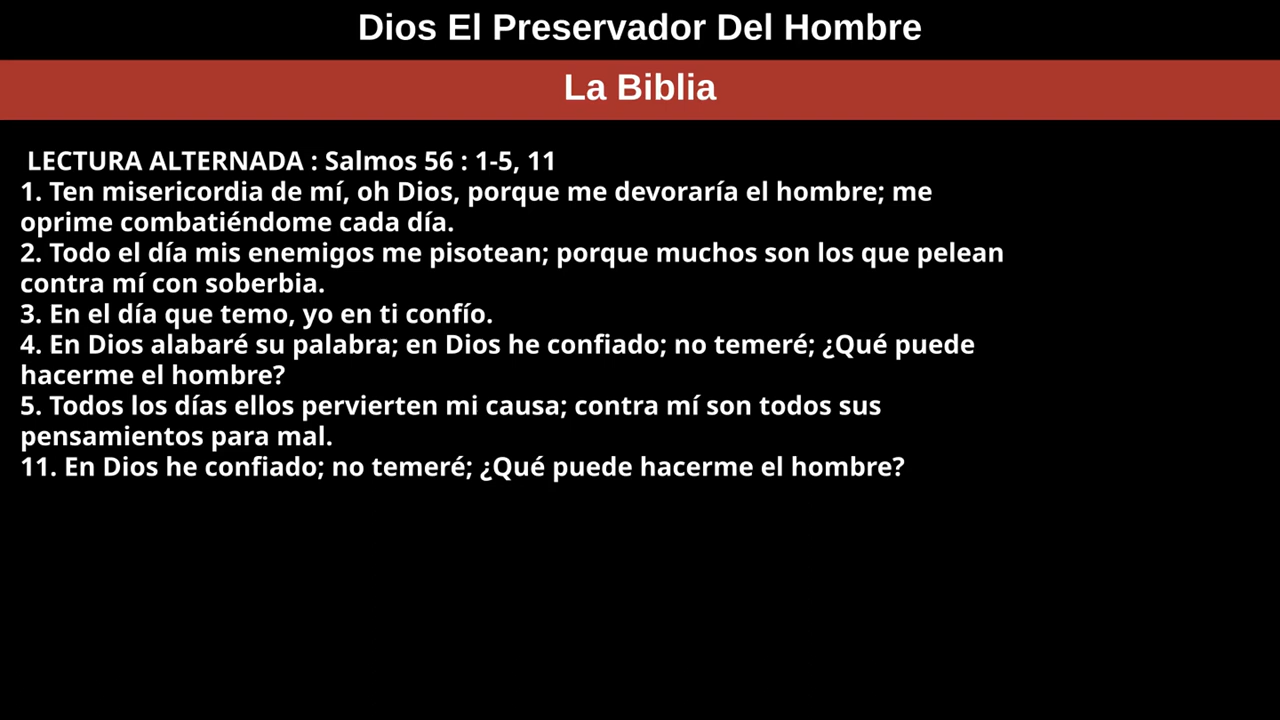 Dios El Preservador Del Hombre
La Biblia
LECTURA ALTERNADA : Salmos 56 : 1-5, 11
1. Ten misericordia de mí, oh Dios, porque me devoraría el hombre; me
oprime combatiéndome cada día.
2. Todo el día mis enemigos me pisotean; porque muchos son los que pelean
contra mí con soberbia.
3. En el día que temo, yo en ti confío.
4. En Dios alabaré su palabra; en Dios he confiado; no temeré; ¿Qué puede
hacerme el hombre?
5. Todos los días ellos pervierten mi causa; contra mí son todos sus
pensamientos para mal.
11. En Dios he confiado; no temeré; ¿Qué puede hacerme el hombre?